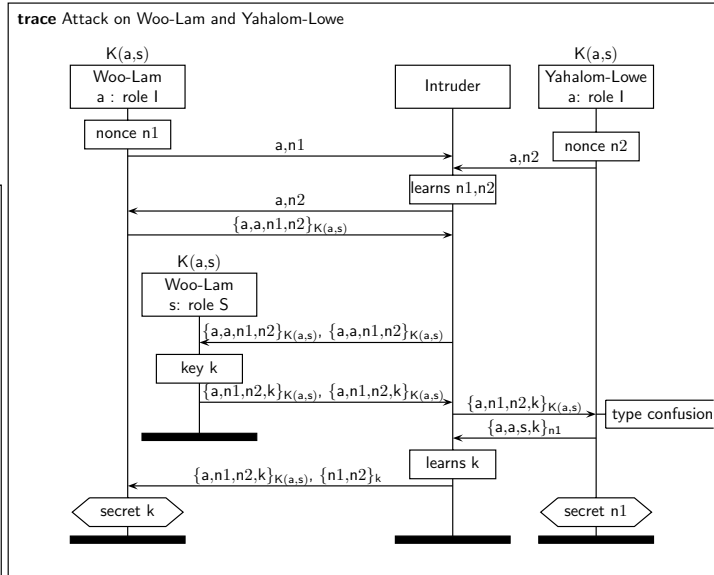 trace Attack on Woo-Lam and Yahalom-Lowe
K(a,s)
Woo-Lam
a : role I
Intruder
K(a,s)
Yahalom-Lowe
a: role I
nonce n1
nonce n2
a,n1
a,n2
learns n1,n2
a,n2
{a,a,n1,n2}K(a,s)
K(a,s)
Woo-Lam
s: role S
{a,a,n1,n2}K(a,s), {a,a,n1,n2}K(a,s)
key k
{a,n1,n2,k}K(a,s), {a,n1,n2,k}K(a,s)
{a,n1,n2,k}K(a,s)
type confusion
{a,a,s,k}n1
learns k
{a,n1,n2,k}K(a,s), {n1,n2}k
secret k
secret n1